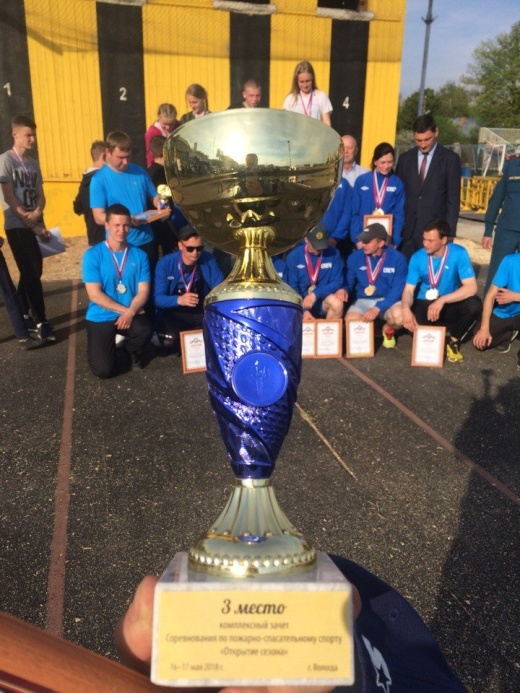 1
2
4
3 место
комплексный зачет
Соревнования по пожарно-спасательному спорту
«Открытие сезона»
16–17 мая 2018 г. г. Вологда